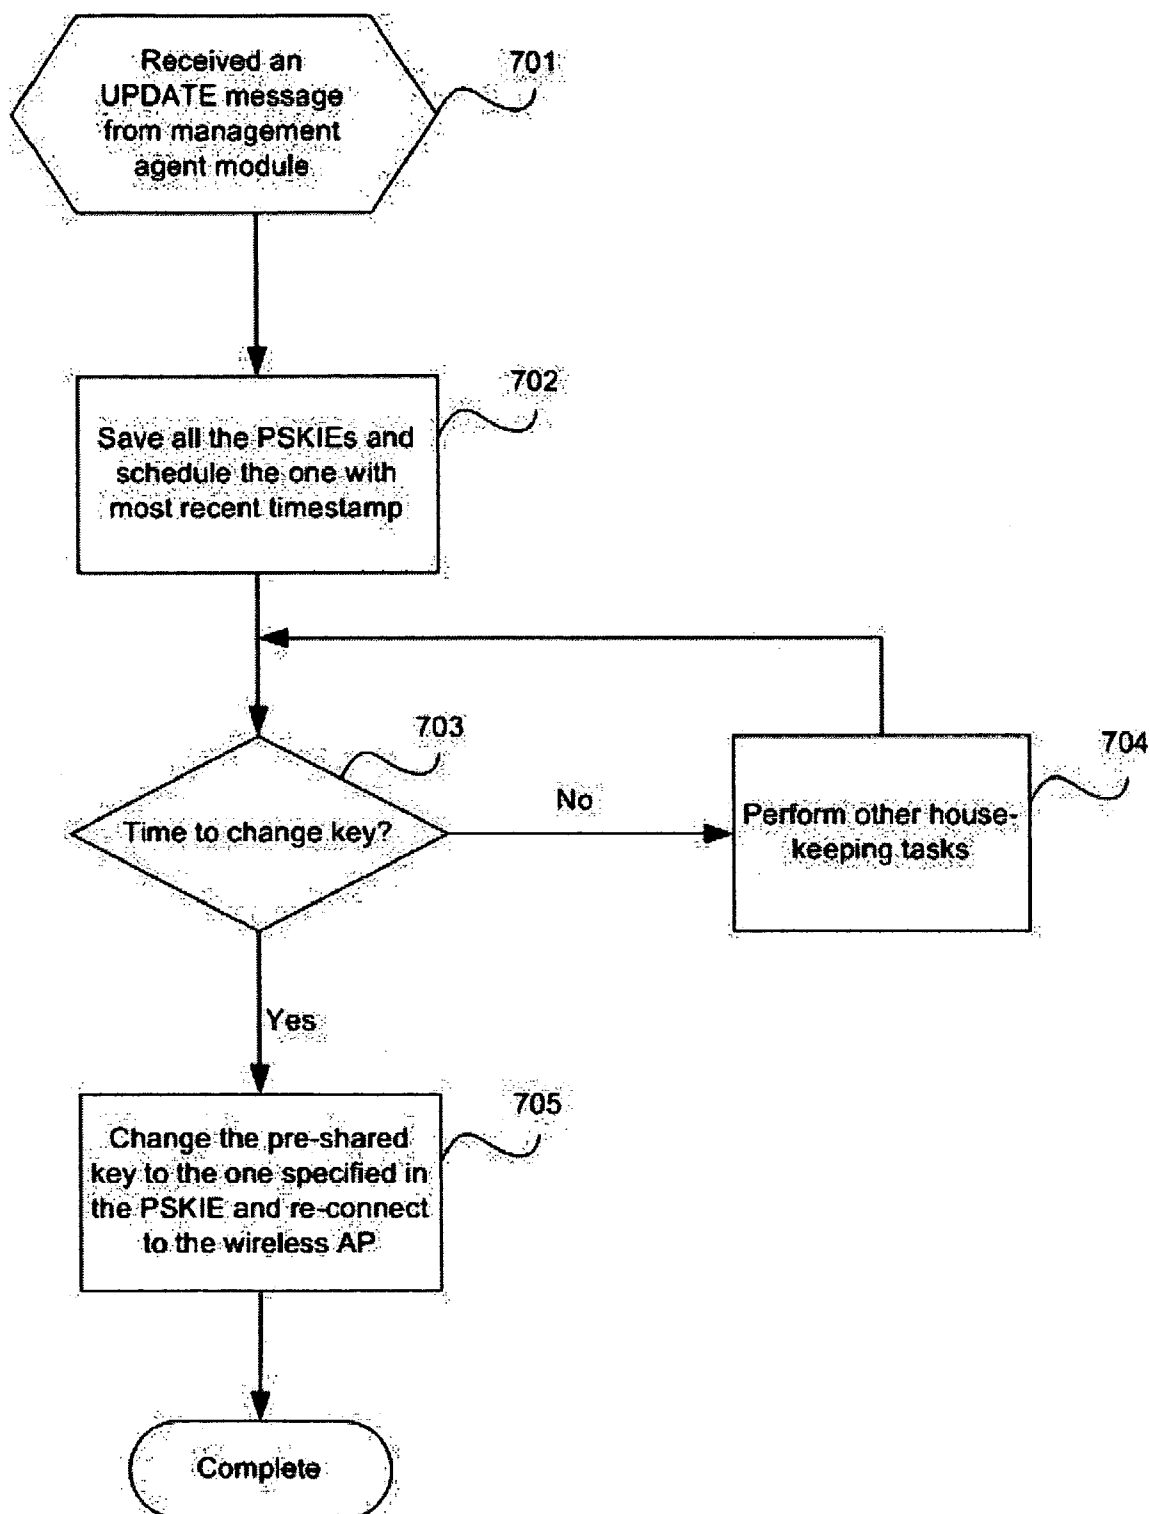 Received an
UPDATE message
from management
agent module
701
702
Save all the PSKIEs and
schedule the one with
most recent timestamp
703
Time to change key?
No
704
Perform other house-
keeping tasks
Yes
705
Change the pre-shared
key to the one specified in
the PSKIE and re-connect
to the wireless AP
Complete